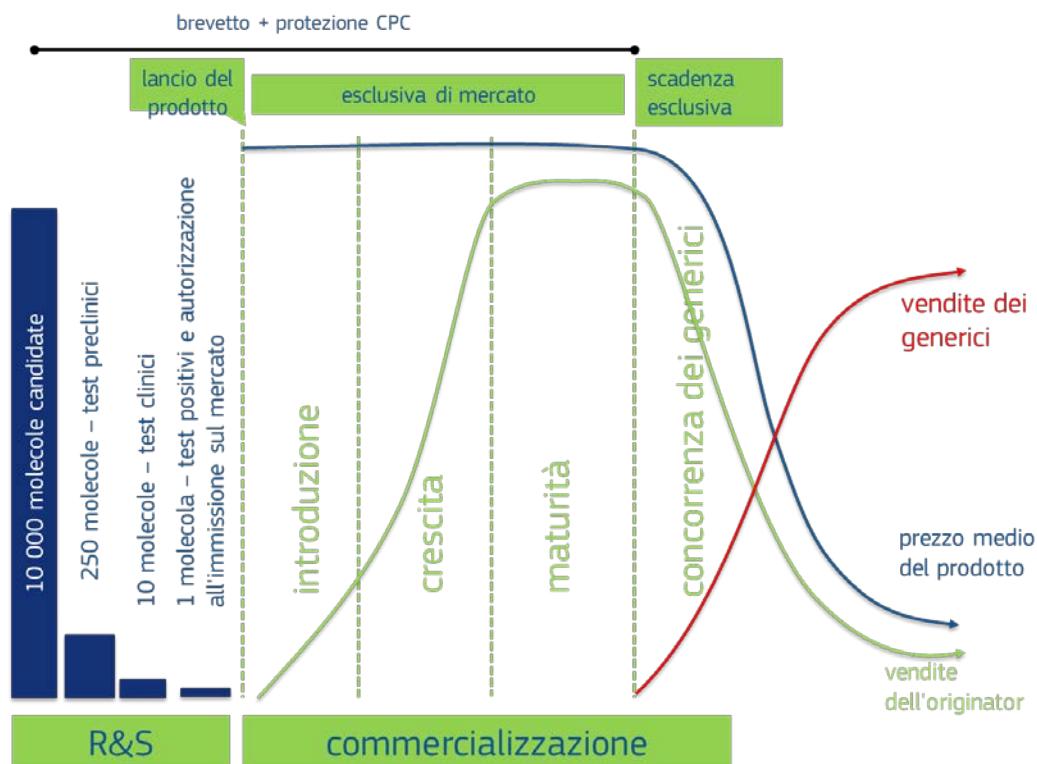 brevetto + protezione CPC
lancio del
prodotto
esclusiva di mercato
scadenza
esclusiva
10 000 molecole candidate
250 molecole – test preclinici
10 molecole – test clinici
1 molecola – test positivi e autorizzazione
all'immissione sul mercato
introduzione
crescita
maturità
concorrenza dei generici
vendite dei
generici
prezzo medio
del prodotto
vendite
dell'originator
R&S
commercializzazione